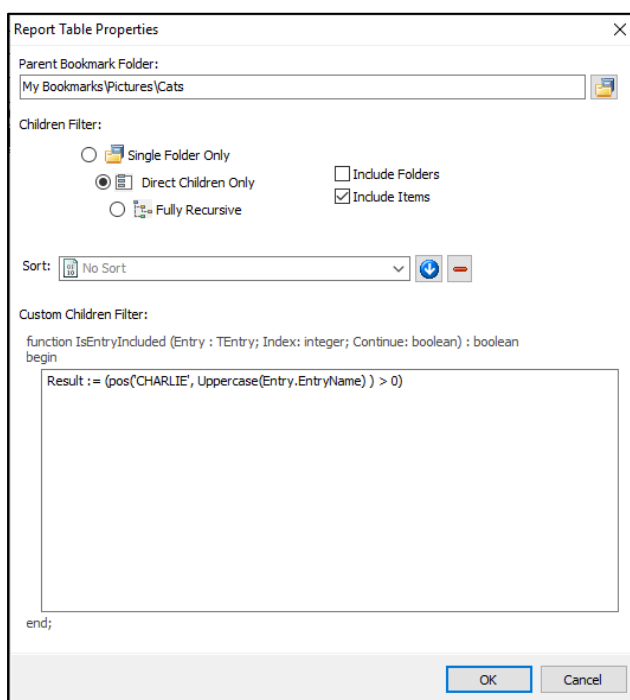 Report Table Properties
Parent Bookmark Folder:
My Bookmarks\Pictures\Cats
Children Filter:
Single Folder Only
Include Folders
Direct Children Only
Include Items
Fully Recursive
Sort: No Sort
Custom Children Filter:
function IsEntryIncluded (Entry : TEntry; Index: integer; Continue: boolean) : boolean
begin
Result := (pos('CHARLIE', Uppercase(Entry.EntryName) ) > 0)
end;
OK Cancel